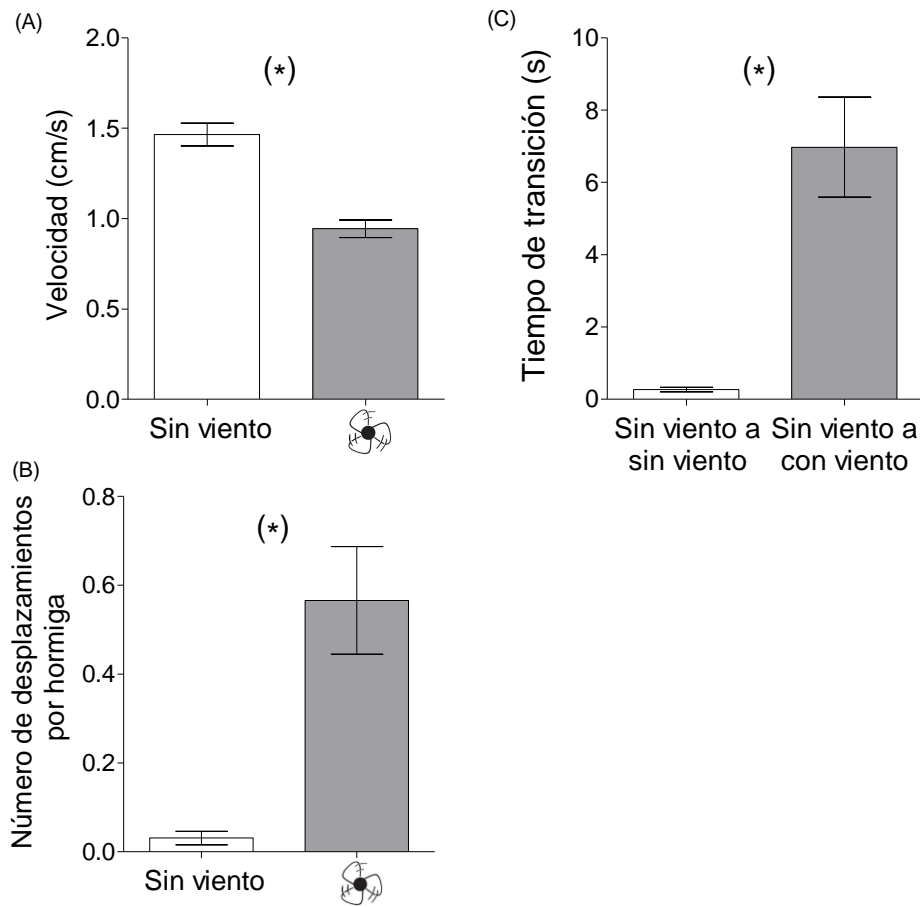 (A)
2.0
1.5
1.0
0.5
0.0
Velocidad (cm/s)
(*)
Sin viento
(C)
10
8
6
4
2
0
Tiempo de transición (s)
(*)
Sin viento a
sin viento
Sin viento a
con viento
(B)
0.8
0.6
0.4
0.2
0.0
Número de desplazamientos
por hormiga
(*)
Sin viento